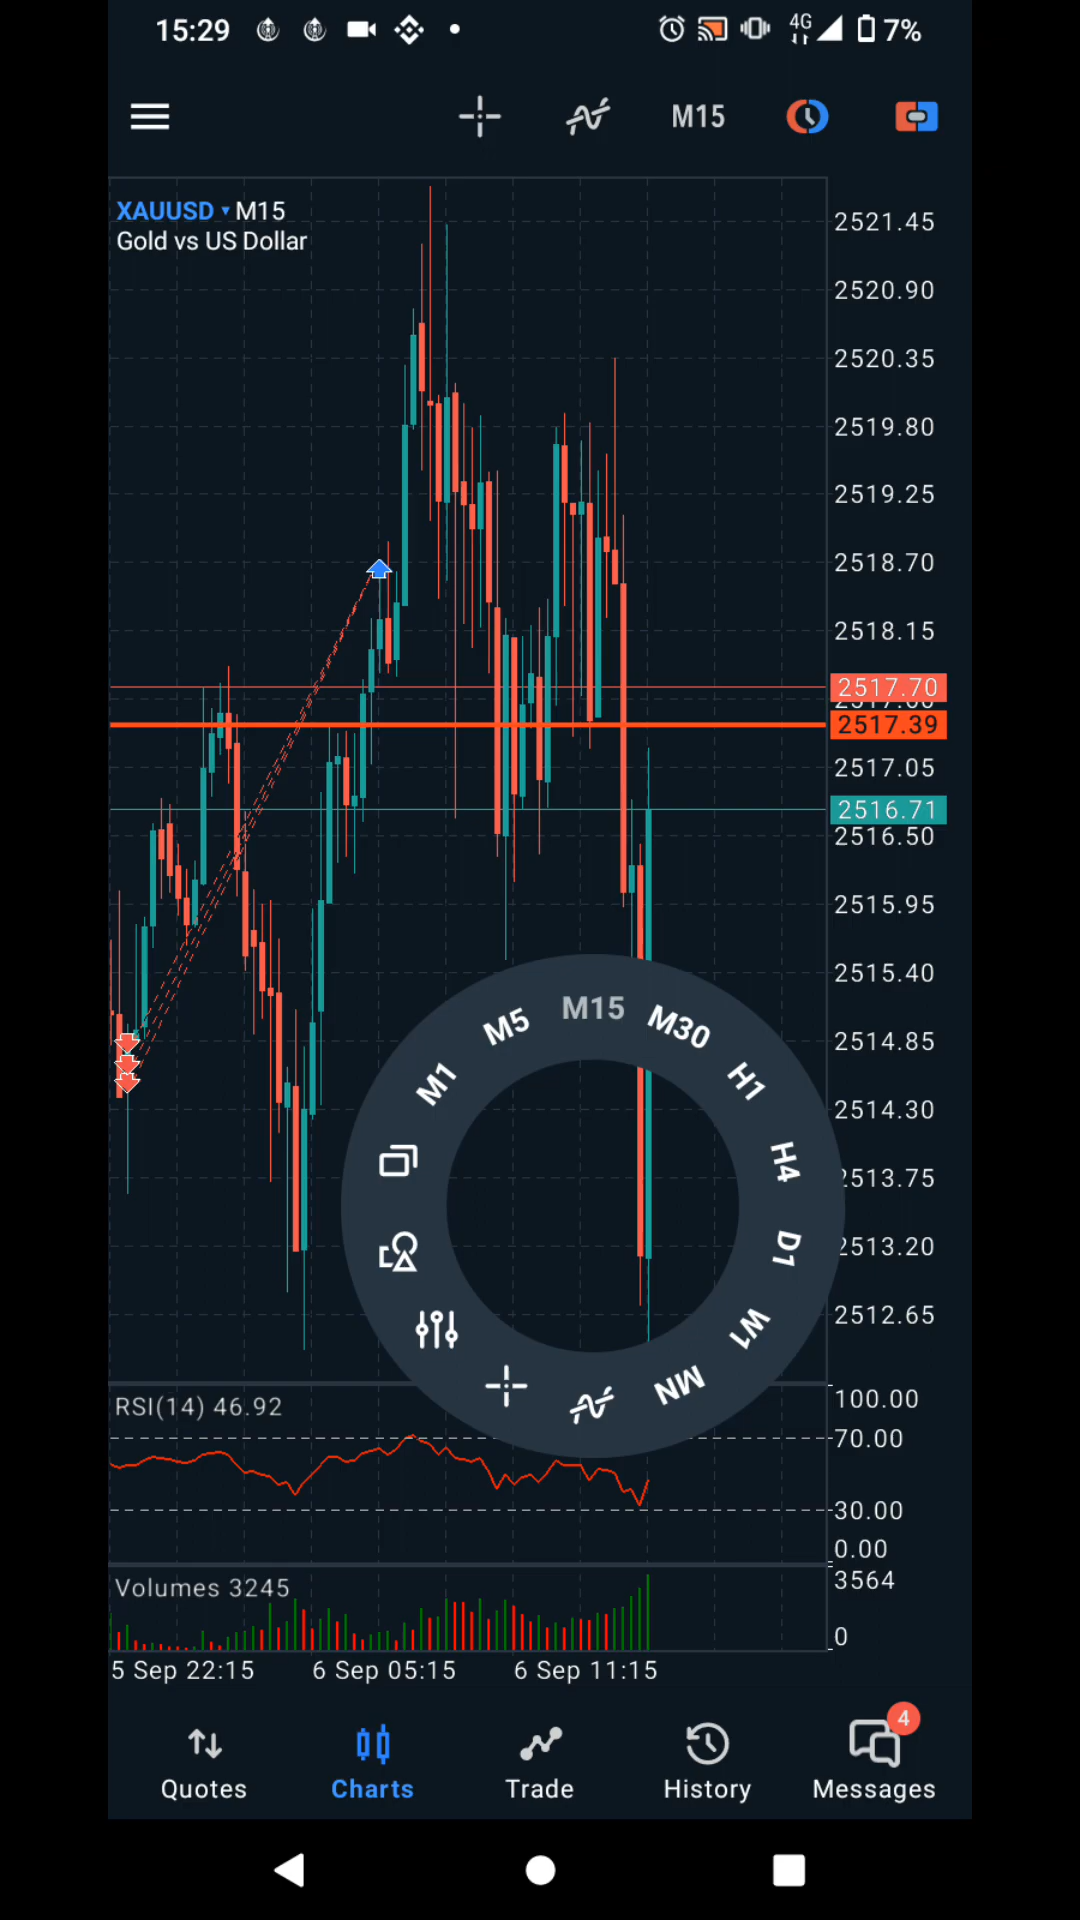 15:29
4G
7%
M15
XAUUSD ▾ M15
Gold vs US Dollar
2521.45
2520.90
2520.35
2519.80
2519.25
2518.70
2518.15
2517.70
2517.39
2517.05
2516.71
2516.50
2515.95
2515.40
2514.85
2514.30
2513.75
2513.20
2512.65
M1
M5
M15
M30
H1
H4
D1
W1
MN
RSI(14) 46.92
100.00
70.00
30.00
0.00
Volumes 3245
3564
0
5 Sep 22:15
6 Sep 05:15
6 Sep 11:15
4
Quotes
Charts
Trade
History
Messages